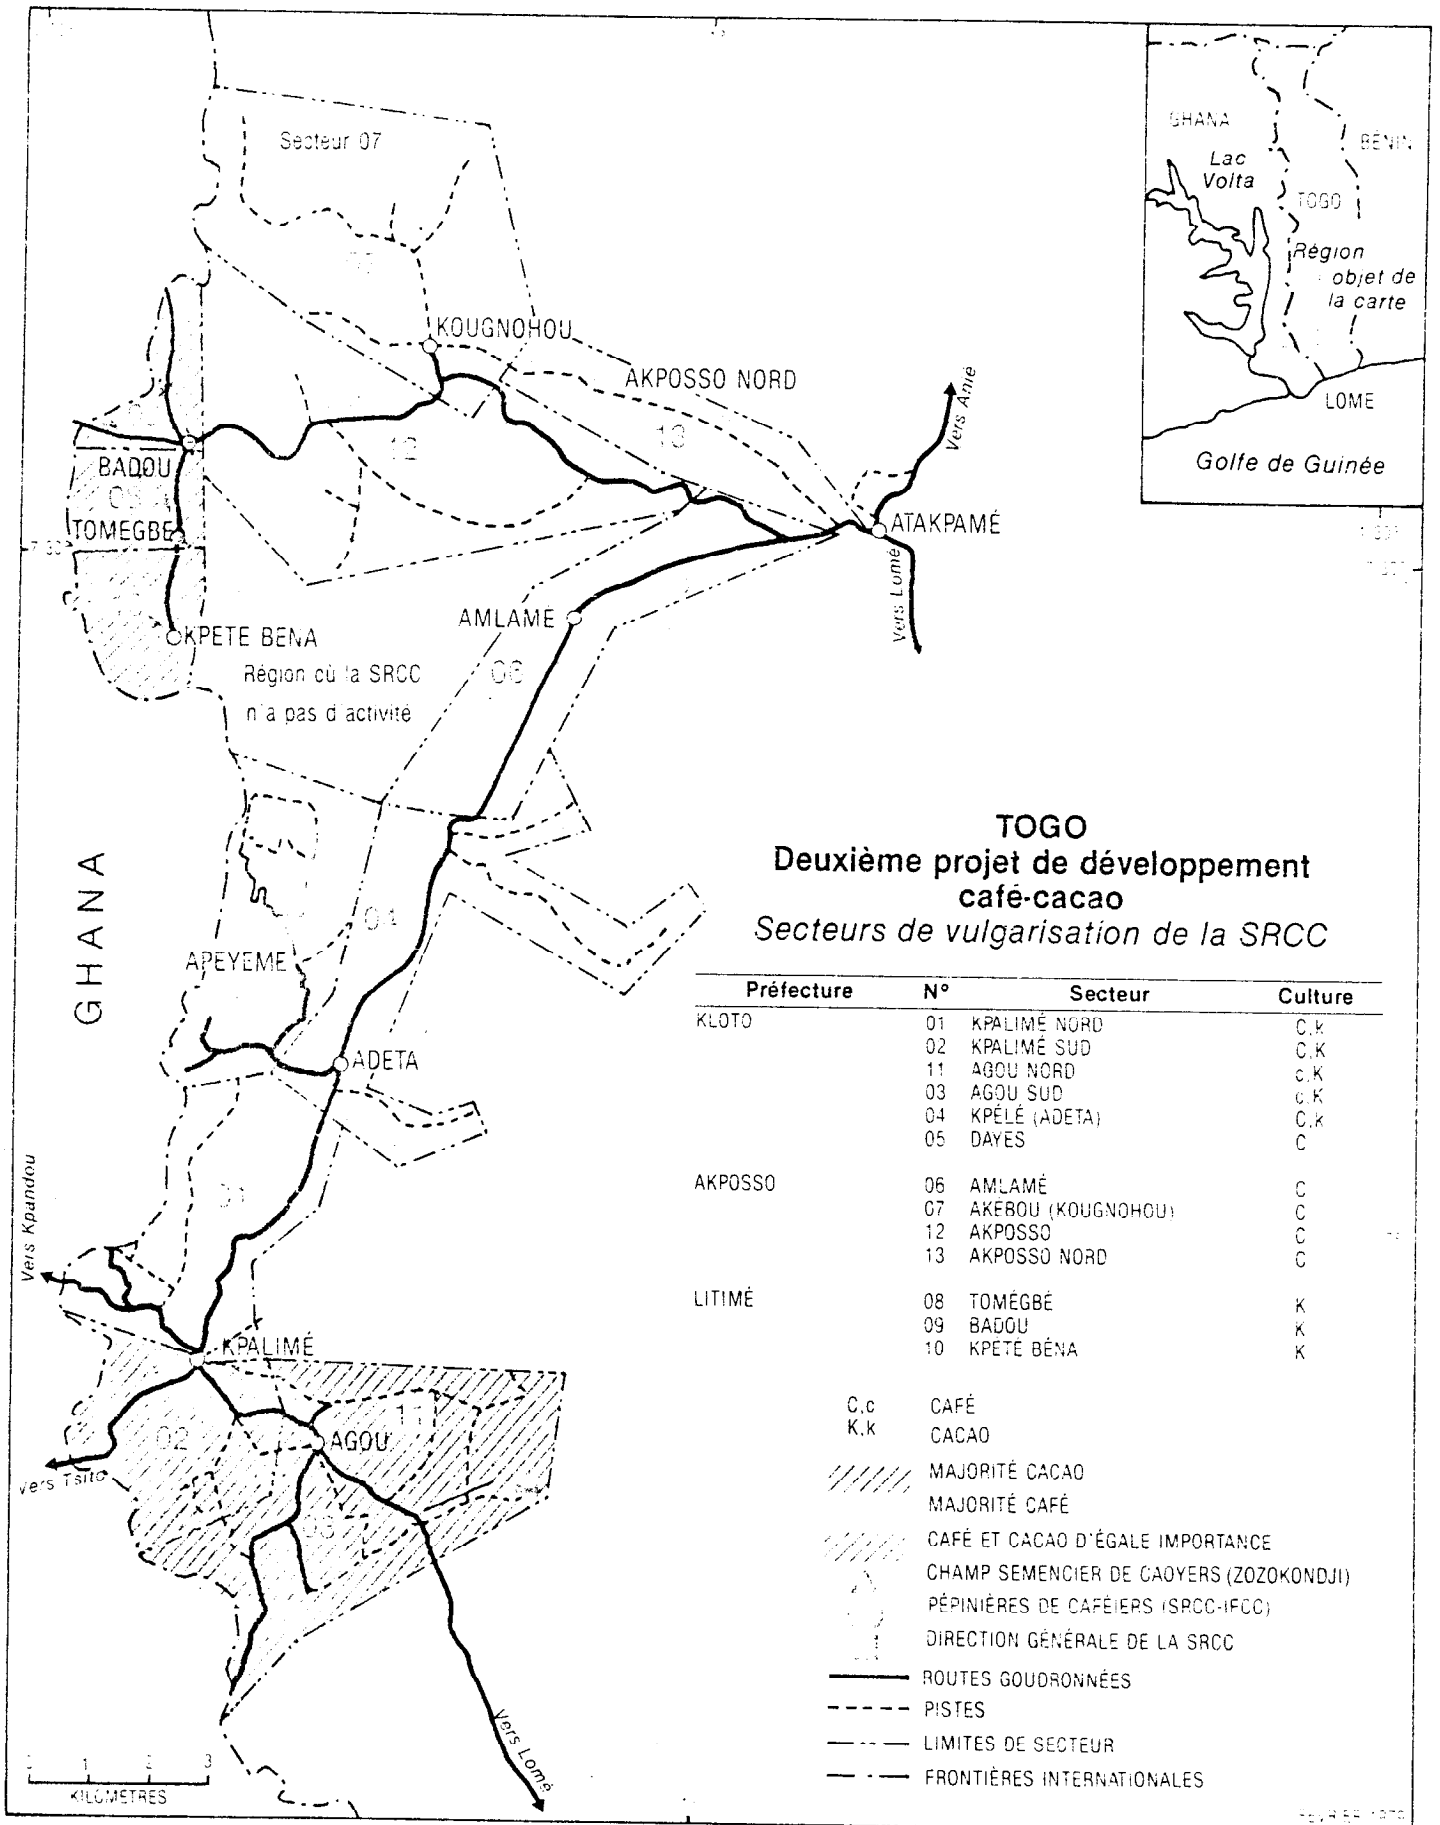 Secteur 07
07
KOUGNOHOU
AKPOSSO NORD
13
12
Vers Anié
BADOU
TOMEGBE
ATAKPAMÉ
Vers Lomé
AMLAMÉ
KPETE BENA
06
Région où la SRCC
n'a pas d'activité
GHANA
04
APEYEME
ADETA
01
Vers Kpandou
KPALIMÉ
11
02
AGOU
Vers Tsito
03
Vers Lomé
1 2 3
KILOMETRES
GHANA
BÉNIN
Lac
Volta
TOGO
Région
objet de
la carte
LOME
Golfe de Guinée
TOGO
Deuxième projet de développement
café-cacao
Secteurs de vulgarisation de la SRCC
Préfecture N° Secteur Culture
KLOTO 01 KPALIMÉ NORD C,k
02 KPALIMÉ SUD C,K
11 AGOU NORD c,K
03 AGOU SUD c,K
04 KPÉLÉ (ADETA) C,k
05 DAYES C
AKPOSSO 06 AMLAMÉ C
07 AKÉBOU (KOUGNOHOU) C
12 AKPOSSO C
13 AKPOSSO NORD C
LITIMÉ 08 TOMÉGBÉ K
09 BADOU K
10 KPÉTÉ BÉNA K
C,c CAFÉ
K,k CACAO
MAJORITÉ CACAO
MAJORITÉ CAFÉ
CAFÉ ET CACAO D'ÉGALE IMPORTANCE
CHAMP SEMENCIER DE CAOYERS (ZOZOKONDJI)
PÉPINIÈRES DE CAFÉIERS (SRCC-IFCC)
DIRECTION GÉNÉRALE DE LA SRCC
ROUTES GOUDRONNÉES
PISTES
LIMITES DE SECTEUR
FRONTIÈRES INTERNATIONALES